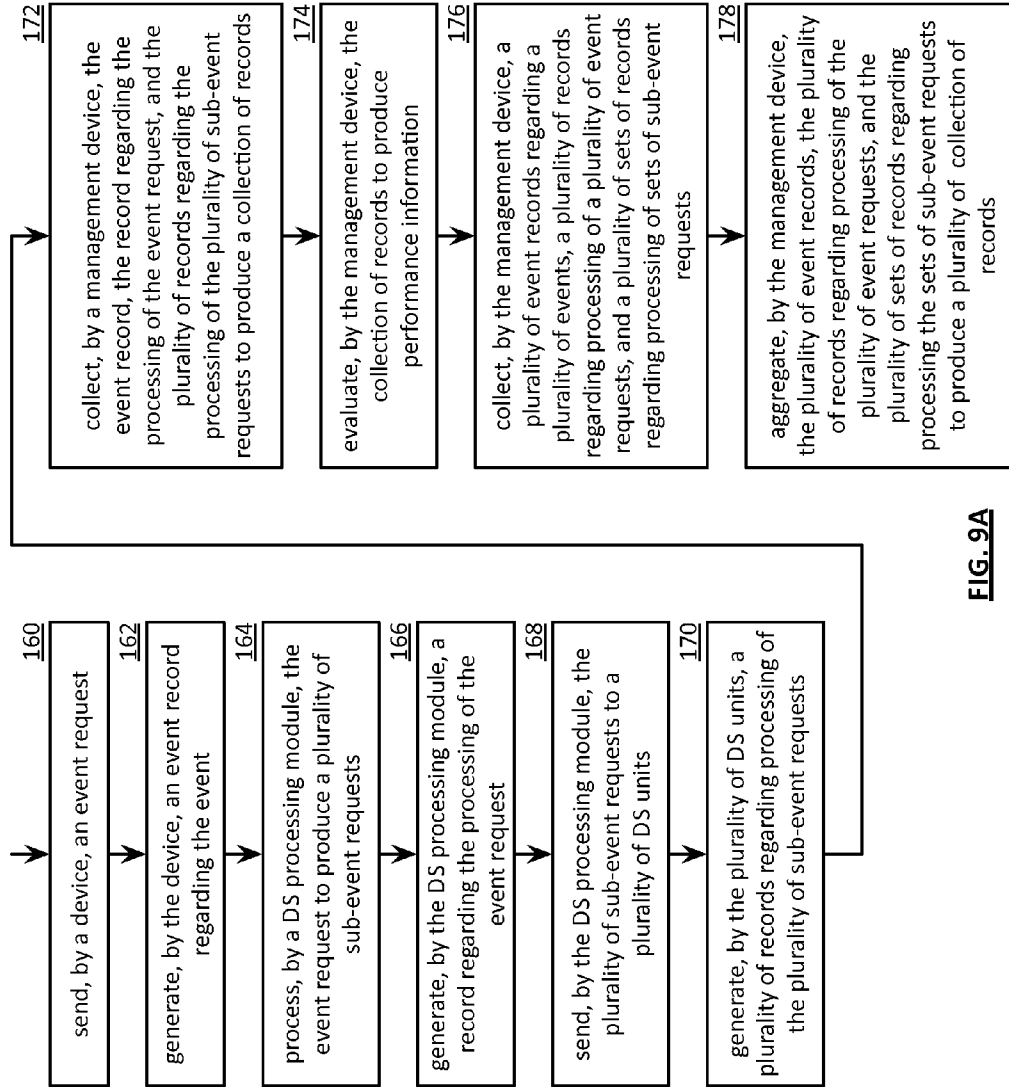 160
send, by a device, an event request
162
generate, by the device, an event record
regarding the event
164
process, by a DS processing module, the
event request to produce a plurality of
sub-event requests
166
generate, by the DS processing module, a
record regarding the processing of the
event request
168
send, by the DS processing module, the
plurality of sub-event requests to a
plurality of DS units
170
generate, by the plurality of DS units, a
plurality of records regarding processing of
the plurality of sub-event requests
172
collect, by a management device, the
event record, the record regarding the
processing of the event request, and the
plurality of records regarding the
processing of the plurality of sub-event
requests to produce a collection of records
174
evaluate, by the management device, the
collection of records to produce
performance information
176
collect, by the management device, a
plurality of event records regarding a
plurality of events, a plurality of records
regarding processing of a plurality of event
requests, and a plurality of sets of records
regarding processing of sets of sub-event
requests
178
aggregate, by the management device,
the plurality of event records, the plurality
of records regarding processing of the
plurality of event requests, and the
plurality of sets of records regarding
processing the sets of sub-event requests
to produce a plurality of collection of
records
FIG. 9A